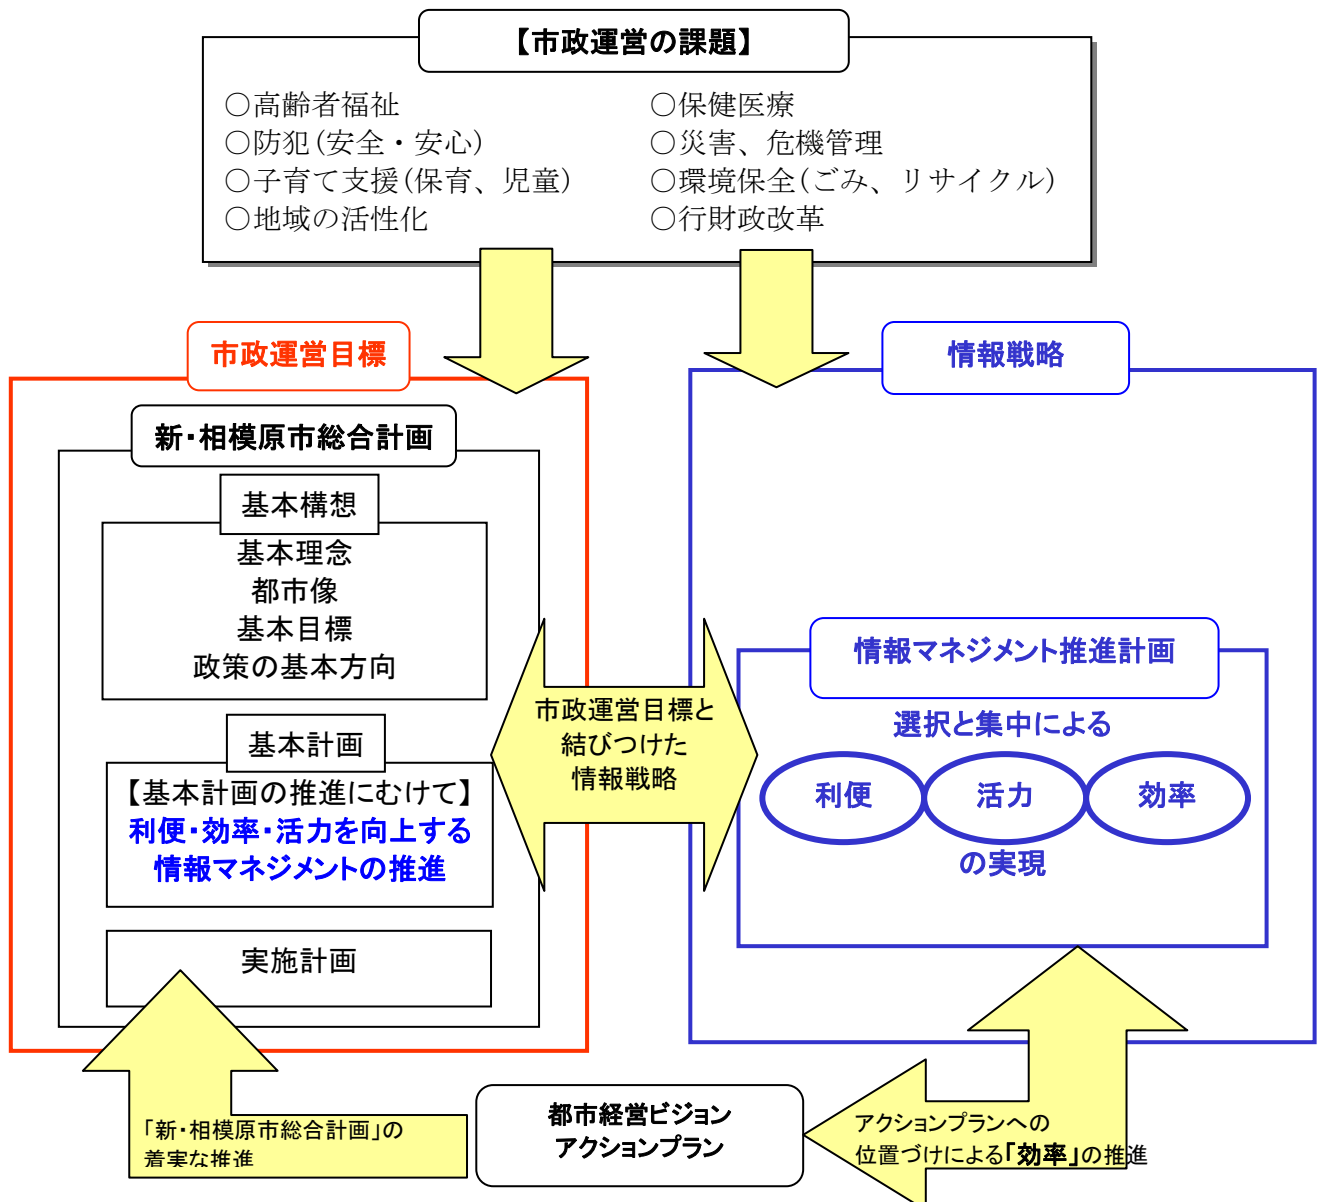 【市政運営の課題】
○高齢者福祉
○保健医療
○防犯(安全・安心)
○災害、危機管理
○子育て支援(保育、児童)
○環境保全(ごみ、リサイクル)
○地域の活性化
○行財政改革
市政運営目標
新・相模原市総合計画
基本構想
基本理念
都市像
基本目標
政策の基本方向
基本計画
【基本計画の推進にむけて】
利便・効率・活力を向上する
情報マネジメントの推進
実施計画
市政運営目標と
結びつけた
情報戦略
情報戦略
情報マネジメント推進計画
選択と集中による
利便
活力
効率
の実現
「新・相模原市総合計画」の
着実な推進
都市経営ビジョン
アクションプラン
アクションプランへの
位置づけによる「効率」の推進